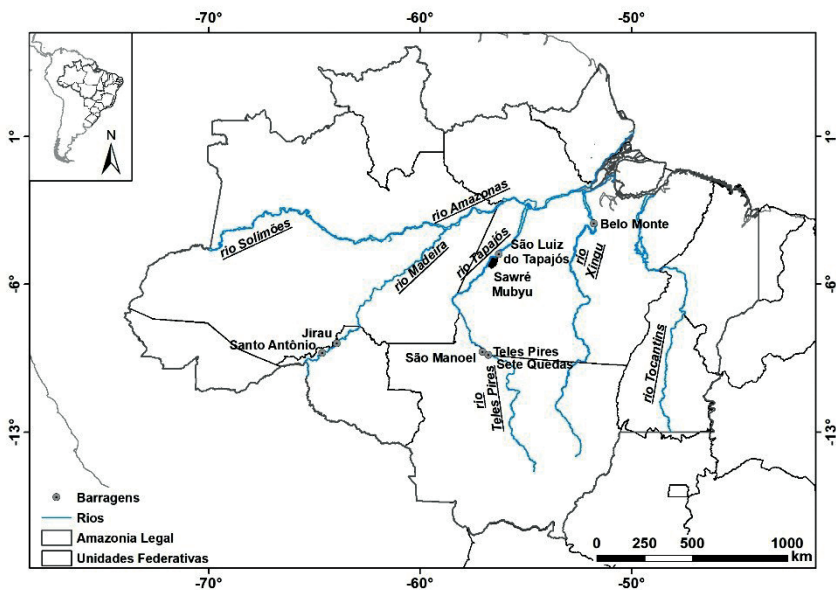 -70°
-60°
-50°
N
1°
1°
rio Amazonas
rio Solimões
rio Madeira
rio Tapajós
São Luiz
do Tapajós
Belo Monte
rio
Xingu
Sawré
Mubyu
-6°
-6°
Jirau
Santo Antônio
São Manoel
Teles Pires
Sete Quedas
rio
Teles Pires
rio Tocantins
-13°
-13°
Barragens
Rios
Amazonia Legal
Unidades Federativas
0 250 500 1000
km
-70°
-60°
-50°